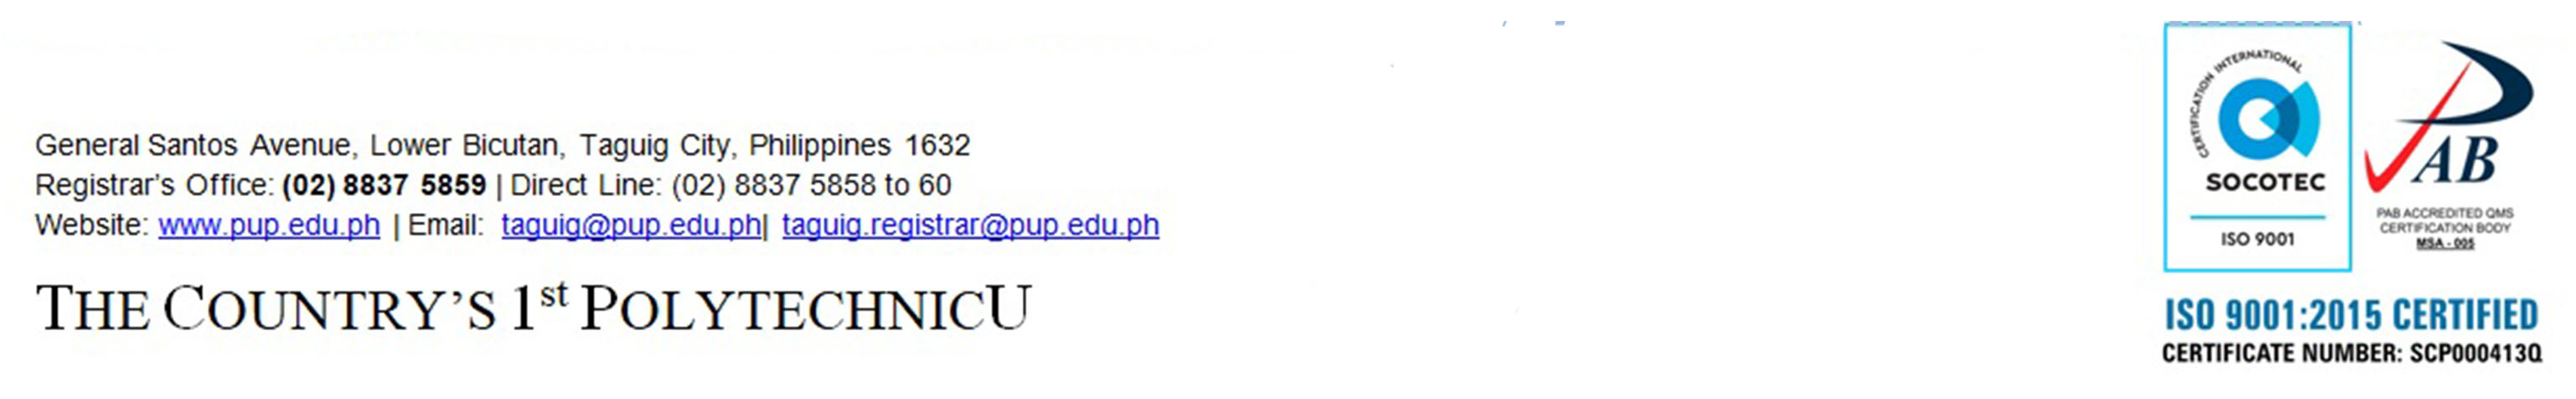 General Santos Avenue, Lower Bicutan, Taguig City, Philippines 1632
Registrar's Office: (02) 8837 5859 | Direct Line: (02) 8837 5858 to 60
Website: www.pup.edu.ph | Email: taguig@pup.edu.ph| taguig.registrar@pup.edu.ph
THE COUNTRY'S 1st POLYTECHNICU
CERTIFICATION INTERNATIONAL
SOCOTEC
ISO 9001
PAB
PAB ACCREDITED QMS
CERTIFICATION BODY
MSA - 005
ISO 9001:2015 CERTIFIED
CERTIFICATE NUMBER: SCP000413Q